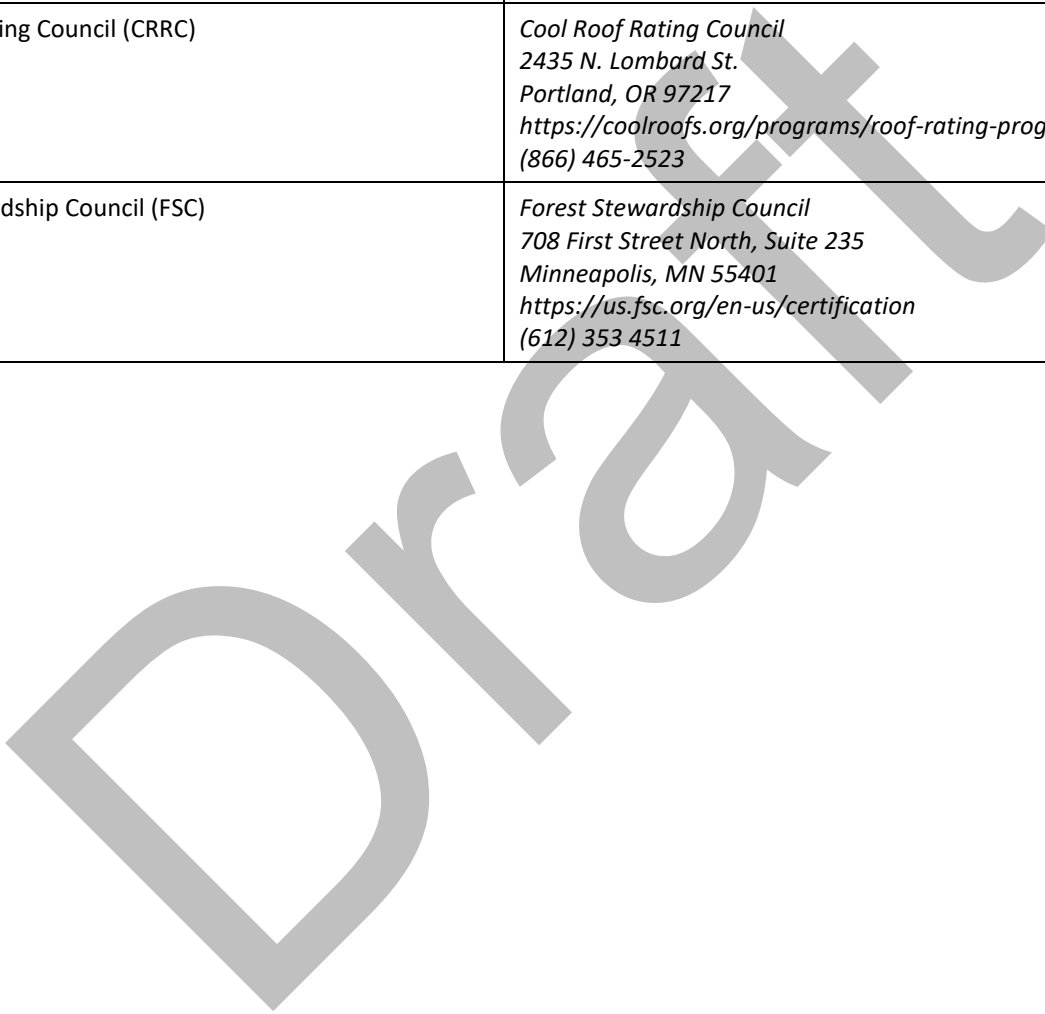 ing Council (CRRC)
Cool Roof Rating Council
2435 N. Lombard St.
Portland, OR 97217
https://coolroofs.org/programs/roof-rating-prog
(866) 465-2523
dship Council (FSC)
Forest Stewardship Council
708 First Street North, Suite 235
Minneapolis, MN 55401
https://us.fsc.org/en-us/certification
(612) 353 4511
Draft